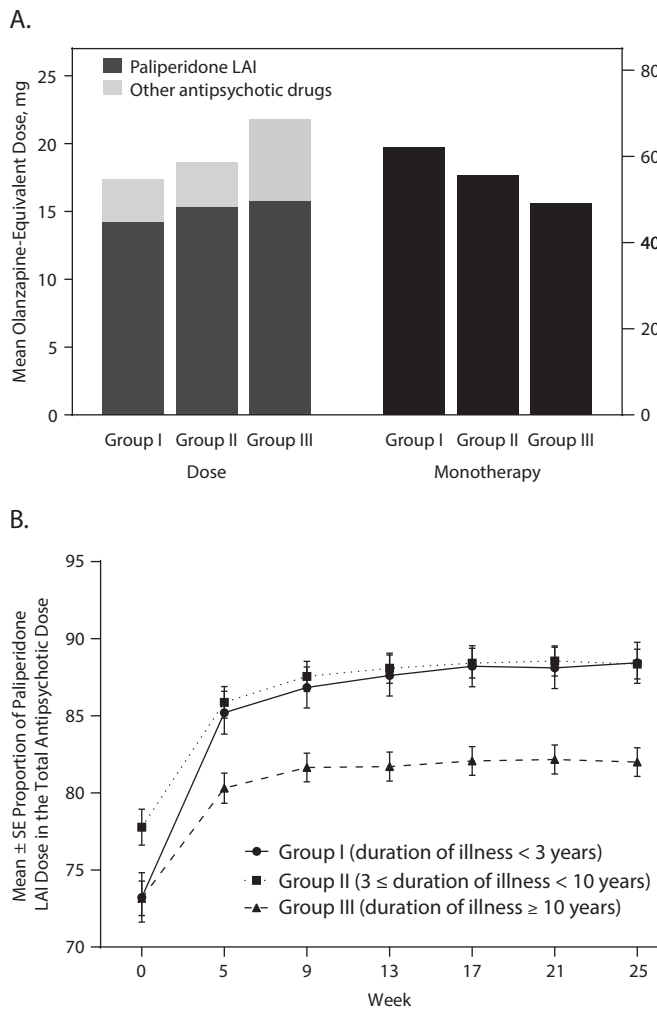 A.
Mean Olanzapine-Equivalent Dose, mg
25
20
15
10
5
0
Paliperidone LAI
Other antipsychotic drugs
80
60
40
20
0
Group I Group II Group III
Dose
Group I Group II Group III
Monotherapy
B.
Mean ± SE Proportion of Paliperidone
LAI Dose in the Total Antipsychotic Dose
95
90
85
80
75
70
Group I (duration of illness < 3 years)
Group II (3 ≤ duration of illness < 10 years)
Group III (duration of illness ≥ 10 years)
0 5 9 13 17 21 25
Week